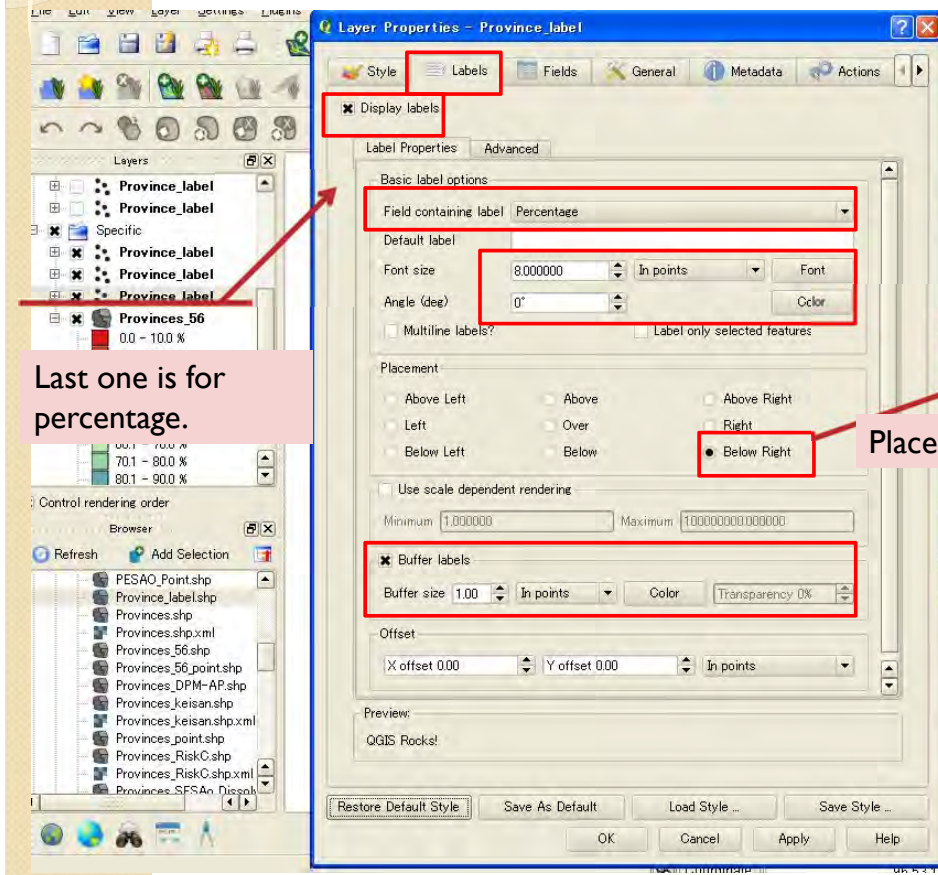 File Edit View Layer Settings Plugins
Layers
Province_label
Province_label
Specific
Province_label
Province_label
Province_label
Provinces_56
0.0 - 10.0 %
Last one is for
percentage.
60.1 - 70.0 %
70.1 - 80.0 %
80.1 - 90.0 %
Control rendering order
Browser
Refresh Add Selection
PESAO_Point.shp
Province_label.shp
Provinces.shp
Provinces.shp.xml
Provinces_56.shp
Provinces_56_point.shp
Provinces_DPM-AP.shp
Provinces_keisan.shp
Provinces_keisan.shp.xml
Provinces_point.shp
Provinces_RiskC.shp
Provinces_RiskC.shp.xml
Provinces_SESAo_Dissol
Layer Properties - Province_label
Style Labels Fields General Metadata Actions
Display labels
Label Properties Advanced
Basic label options
Field containing label Percentage
Default label
Font size 8.000000 In points Font
Angle (deg) 0° Color
Multiline labels? Label only selected features
Placement
Above Left Above Above Right
Left Over Right
Below Left Below Below Right
Place
Use scale dependent rendering
Minimum 1.000000 Maximum 100000000.000000
Buffer labels
Buffer size 1.00 In points Color Transparency 0%
Offset
X offset 0.00 Y offset 0.00 In points
Preview:
QGIS Rocks!
Restore Default Style Save As Default Load Style ... Save Style ...
OK Cancel Apply Help